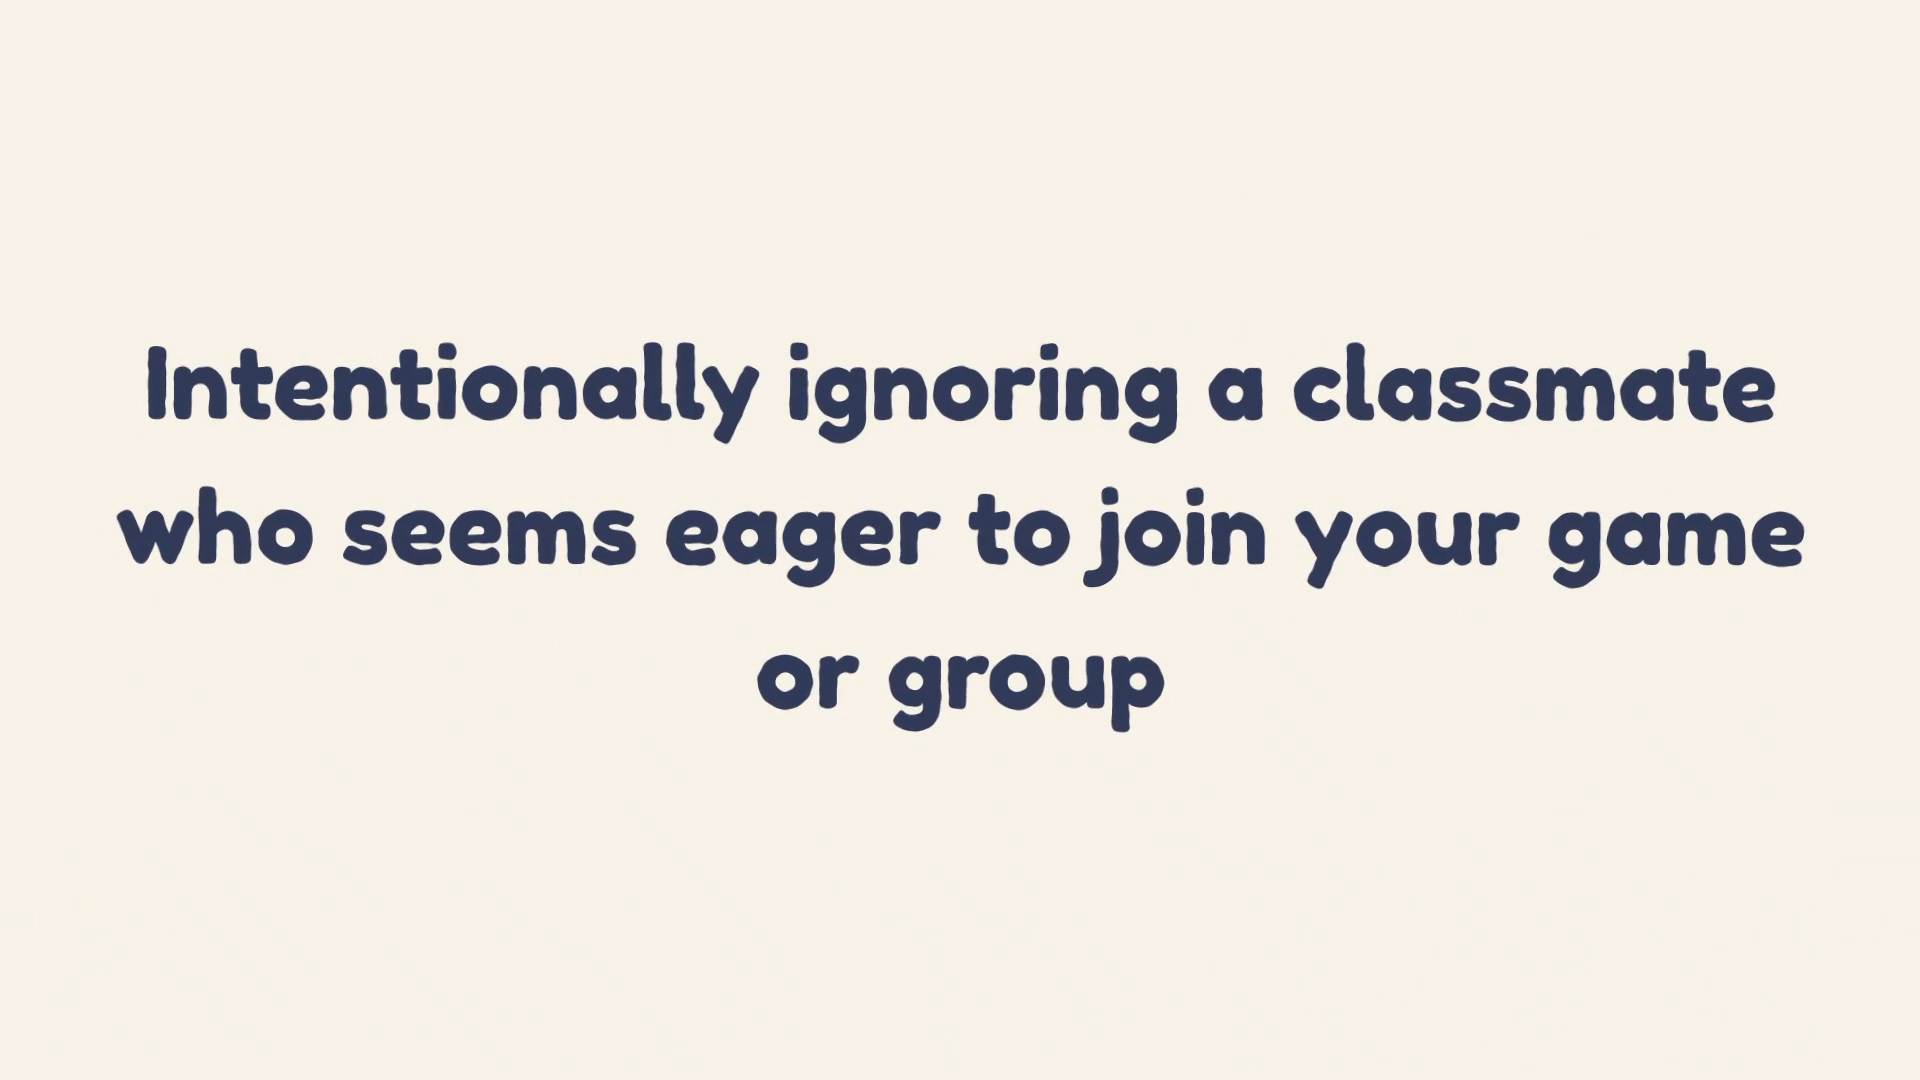 Intentionally ignoring a classmate
who seems eager to join your game
or group